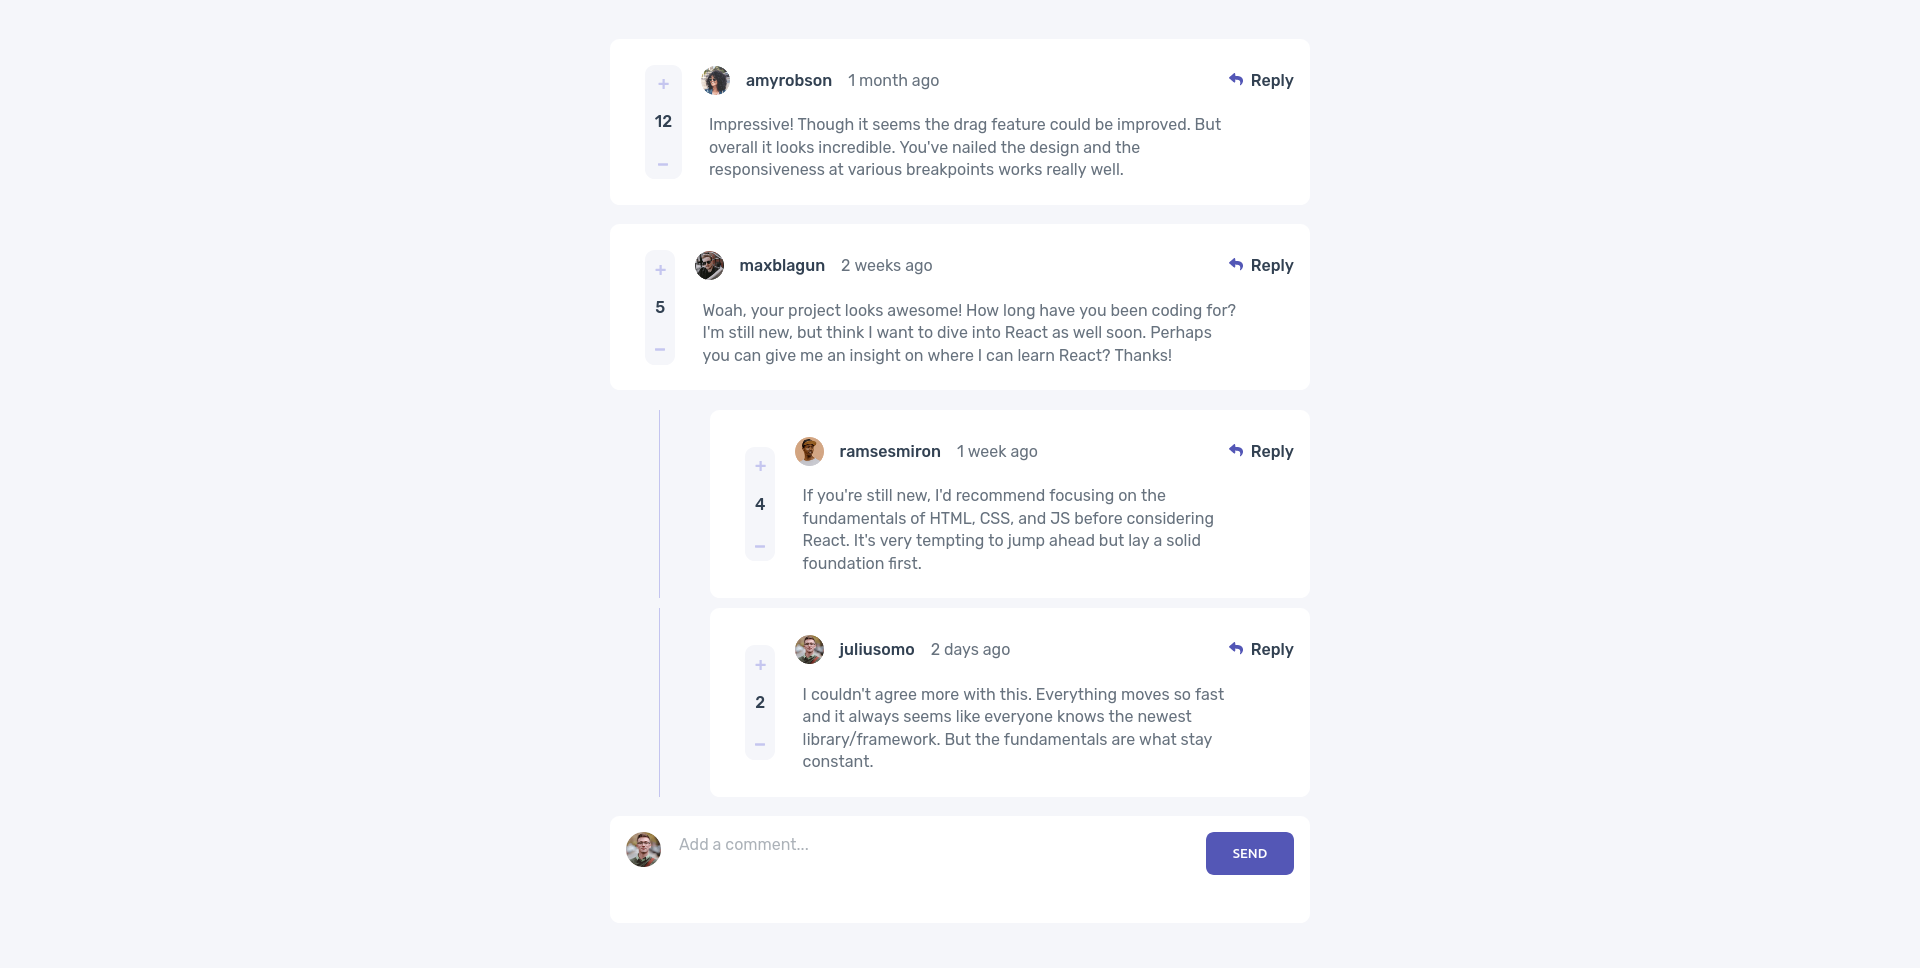 +
12
–
amyrobson 1 month ago
Reply
Impressive! Though it seems the drag feature could be improved. But
overall it looks incredible. You've nailed the design and the
responsiveness at various breakpoints works really well.
+
5
–
maxblagun 2 weeks ago
Reply
Woah, your project looks awesome! How long have you been coding for?
I'm still new, but think I want to dive into React as well soon. Perhaps
you can give me an insight on where I can learn React? Thanks!
+
4
–
ramsesmiron 1 week ago
Reply
If you're still new, I'd recommend focusing on the
fundamentals of HTML, CSS, and JS before considering
React. It's very tempting to jump ahead but lay a solid
foundation first.
+
2
–
juliusomo 2 days ago
Reply
I couldn't agree more with this. Everything moves so fast
and it always seems like everyone knows the newest
library/framework. But the fundamentals are what stay
constant.
Add a comment...
SEND